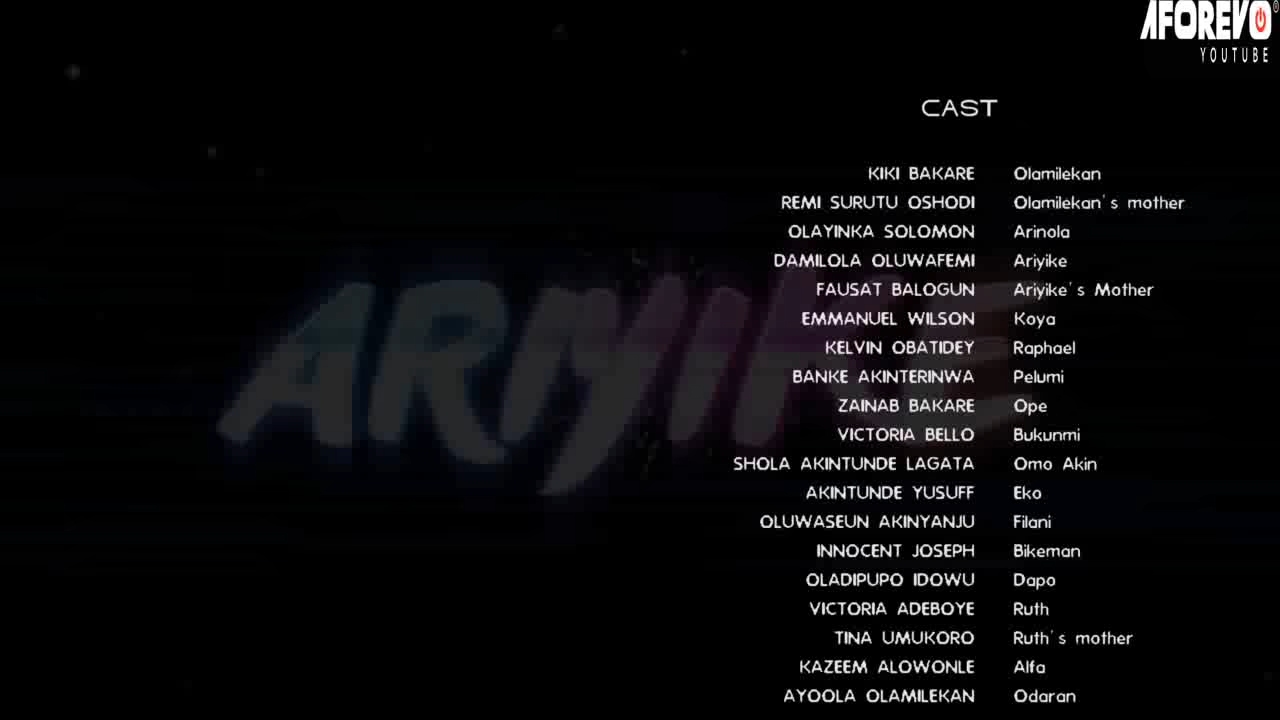 AFOREVO®
YOUTUBE
CAST
KIKI BAKARE Olamilekan
REMI SURUTU OSHODI Olamilekan's mother
OLAYINKA SOLOMON Arinola
DAMILOLA OLUWAFEMI Ariyike
FAUSAT BALOGUN Ariyike's Mother
EMMANUEL WILSON Koya
KELVIN OBATIDEY Raphael
BANKE AKINTERINWA Pelumi
ZAINAB BAKARE Ope
VICTORIA BELLO Bukunmi
SHOLA AKINTUNDE LAGATA Omo Akin
AKINTUNDE YUSUFF Eko
OLUWASEUN AKINYANJU Filani
INNOCENT JOSEPH Bikeman
OLADIPUPO IDOWU Dapo
VICTORIA ADEBOYE Ruth
TINA UMUKORO Ruth's mother
KAZEEM ALOWONLE Alfa
AYOOLA OLAMILEKAN Odaran
ARIYIKE